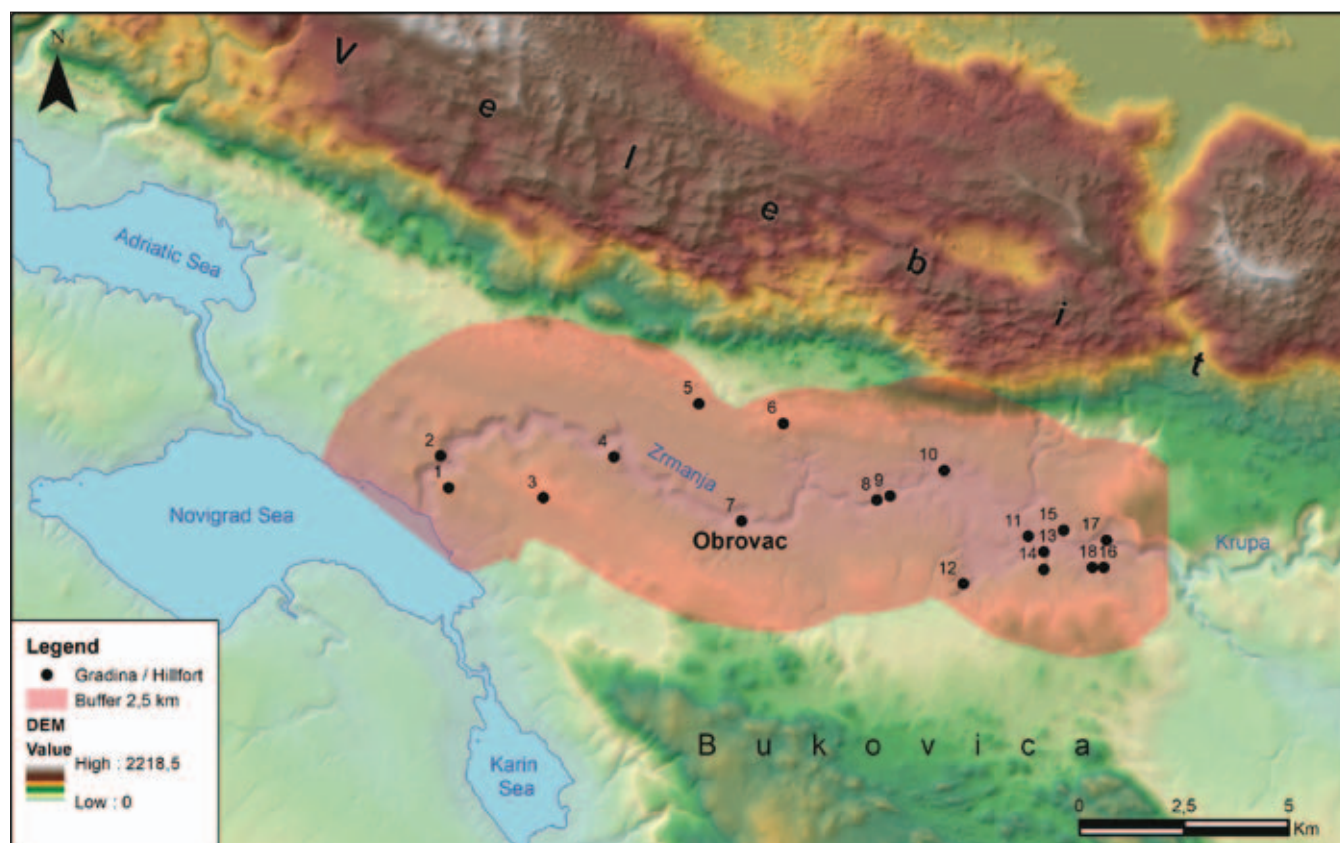 N
V e l e b i t
Adriatic Sea
Novigrad Sea
Karin
Sea
Zrmanja
Obrovac
Krupa
B u k o v i c a
1
2
3
4
5
6
7
8
9
10
11
12
13
14
15
16
17
18
Legend
Gradina / Hillfort
Buffer 2,5 km
DEM
Value
High : 2218,5
Low : 0
0 2,5 5
Km